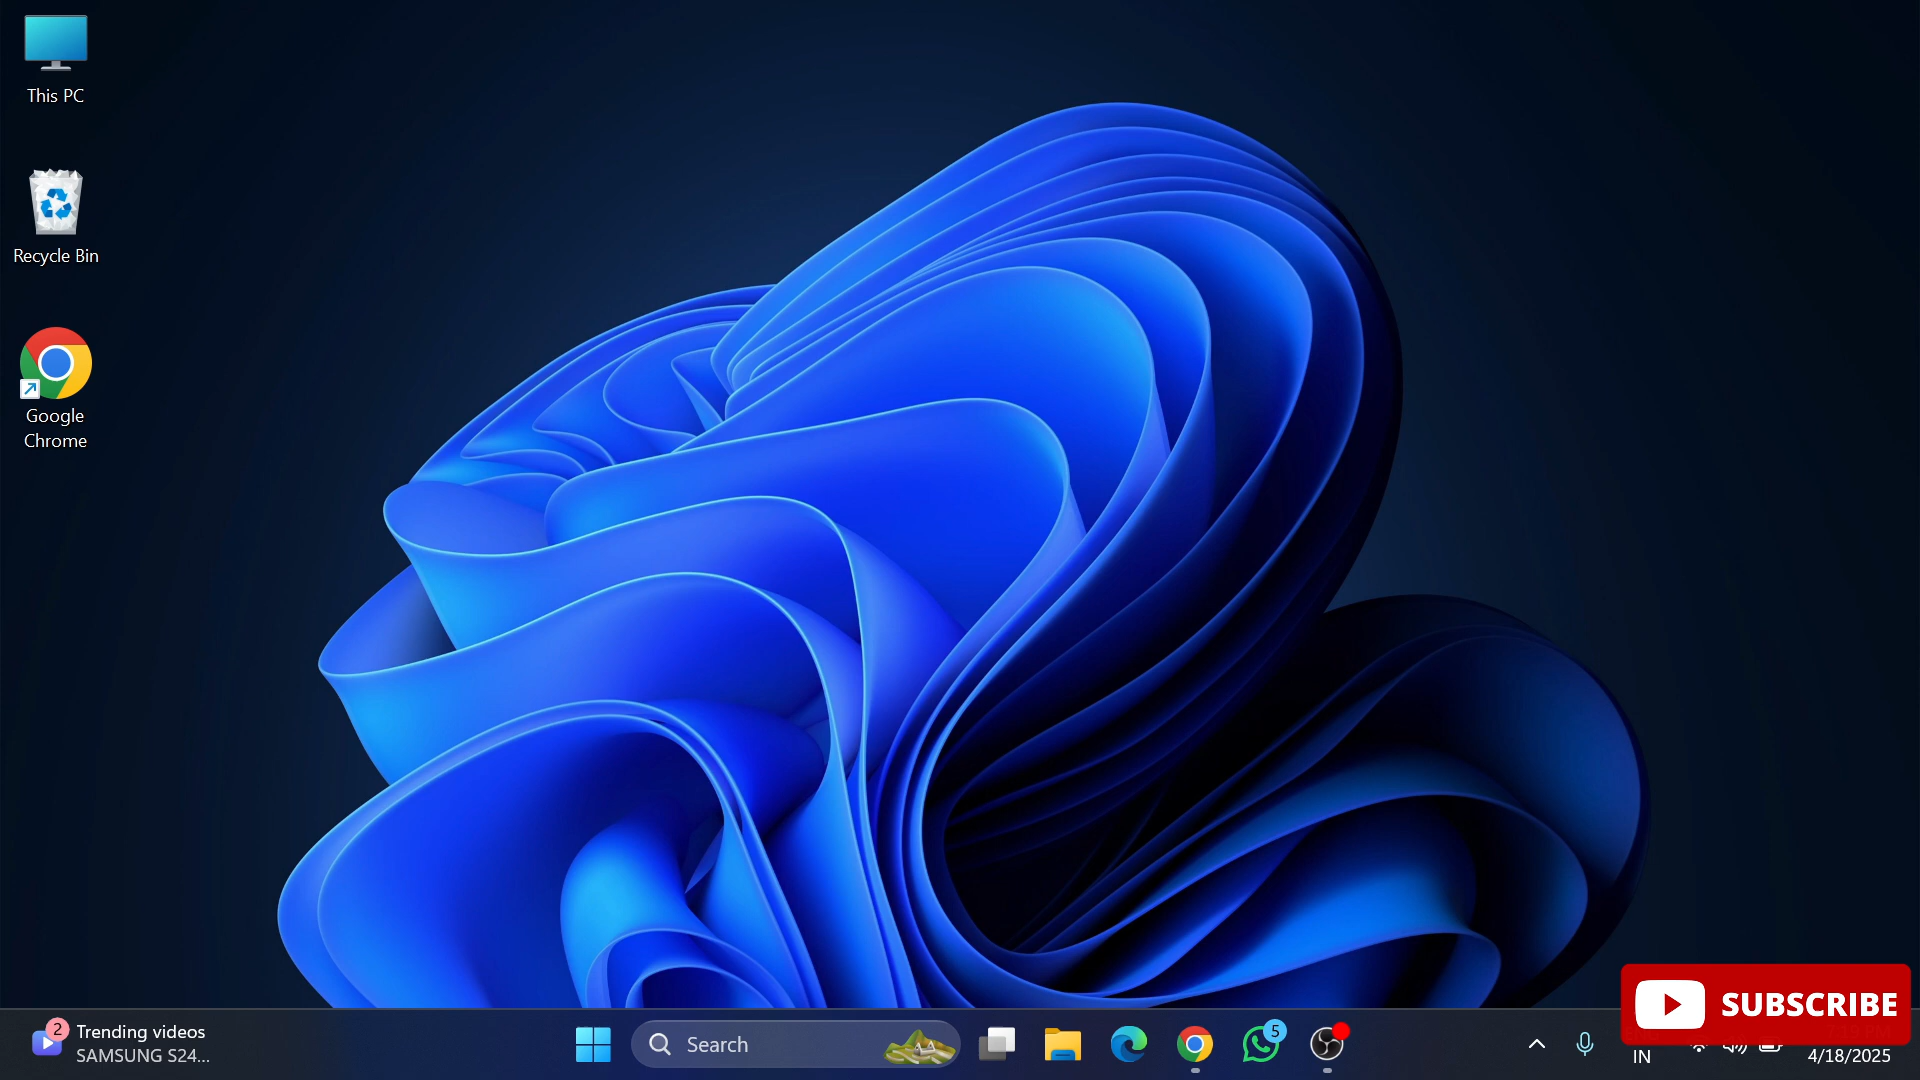 This PC
Recycle Bin
Google
Chrome
2
Trending videos
SAMSUNG S24...
Search
5
SUBSCRIBE
IN
4/18/2025